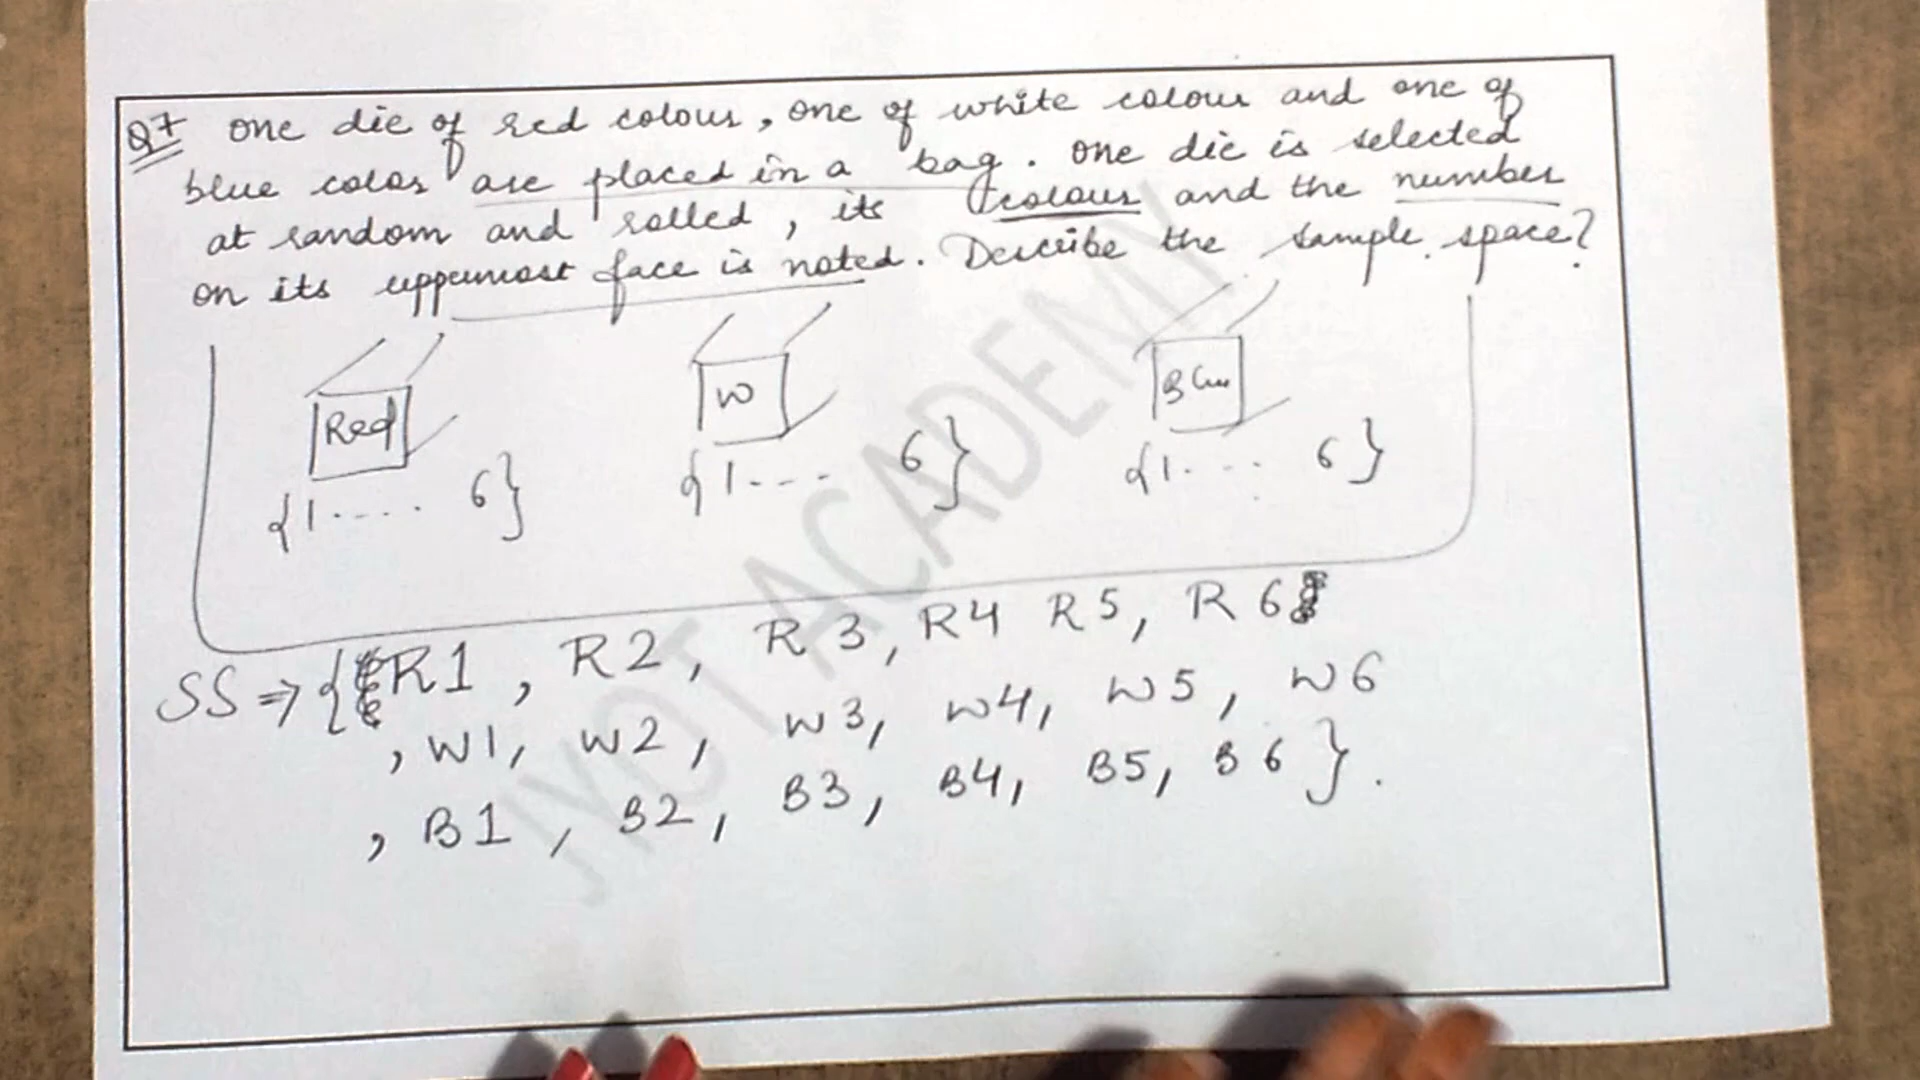 Q7 One die of red colour, one of white colour and one of
blue color are placed in a bag. One die is selected
at random and rolled, its colour and the number
on its uppermost face is noted. Describe the sample space?
Red W Blue
{1.... 6} {1--- 6} {1--- 6}
SS ⇒ {R1, R2, R3, R4 R5, R6
, W1, W2, W3, W4, W5, W6
, B1, B2, B3, B4, B5, B6}.
JYOT ACADEMY